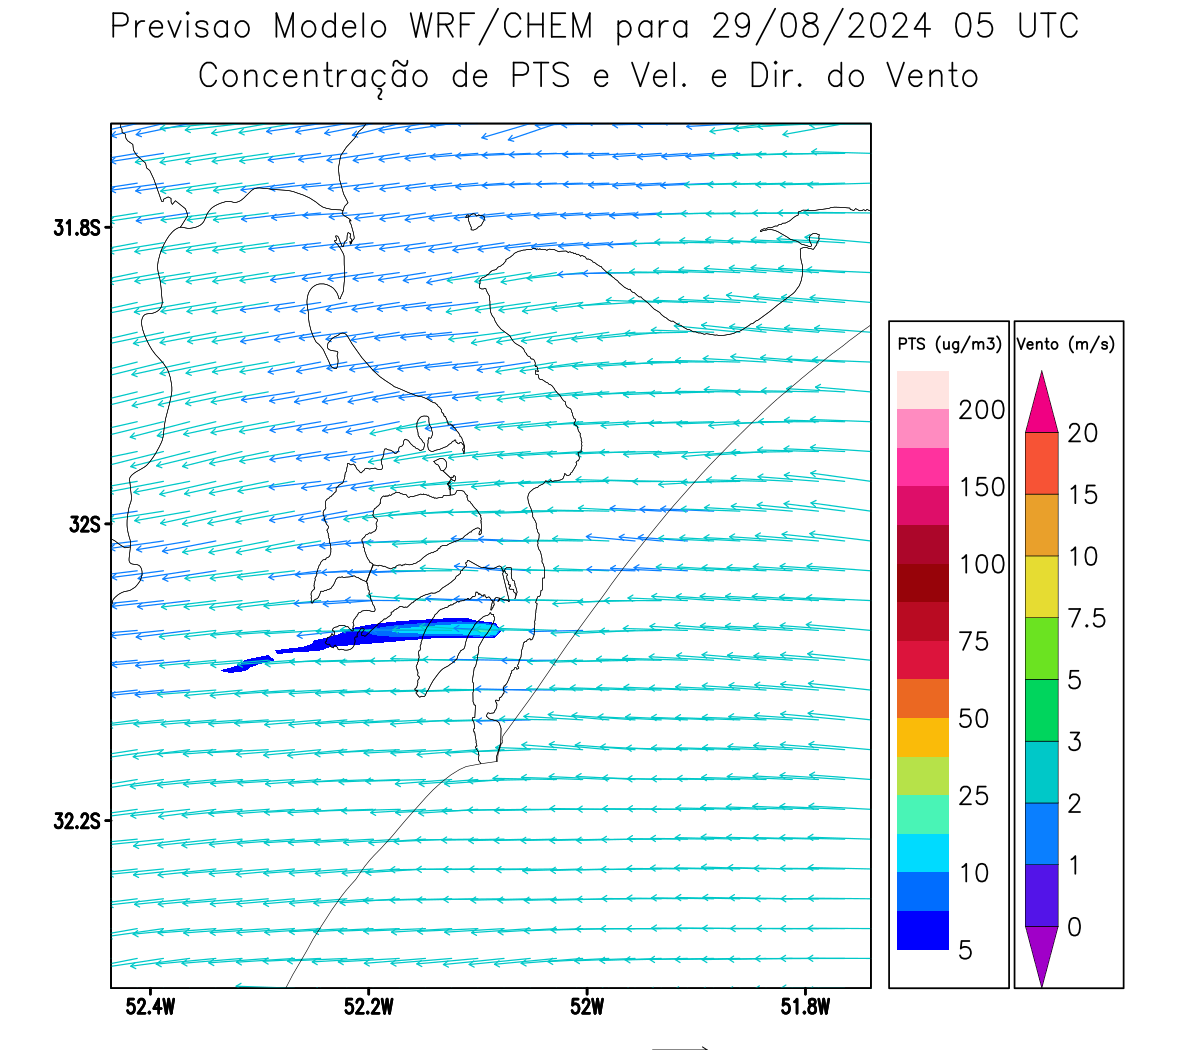 Previsao Modelo WRF/CHEM para 29/08/2024 05 UTC
Concentração de PTS e Vel. e Dir. do Vento
31.8S
32S
32.2S
52.4W
52.2W
52W
51.8W
PTS (ug/m3)
200
150
100
75
50
25
10
5
Vento (m/s)
20
15
10
7.5
5
3
2
1
0